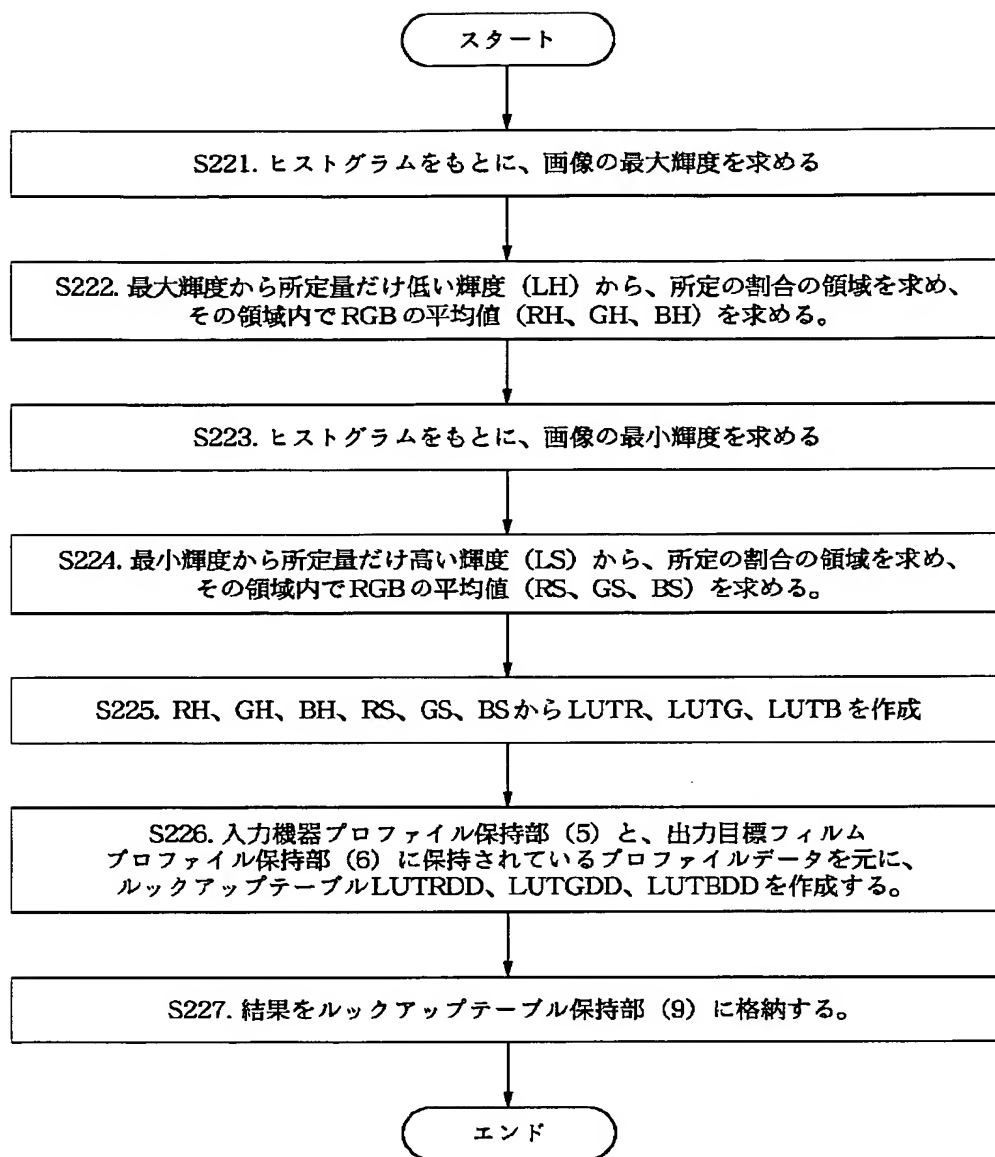 スタート
S221. ヒストグラムをもとに、画像の最大輝度を求める
S222. 最大輝度から所定量だけ低い輝度（LH）から、所定の割合の領域を求め、
その領域内でRGBの平均値（RH、GH、BH）を求める。
S223. ヒストグラムをもとに、画像の最小輝度を求める
S224. 最小輝度から所定量だけ高い輝度（LS）から、所定の割合の領域を求め、
その領域内でRGBの平均値（RS、GS、BS）を求める。
S225. RH、GH、BH、RS、GS、BSからLUTR、LUTG、LUTBを作成
S226. 入力機器プロファイル保持部（5）と、出力目標フィルム
プロファイル保持部（6）に保持されているプロファイルデータを元に、
ルックアップテーブルLUTRDD、LUTGDD、LUTBDDを作成する。
S227. 結果をルックアップテーブル保持部（9）に格納する。
エンド